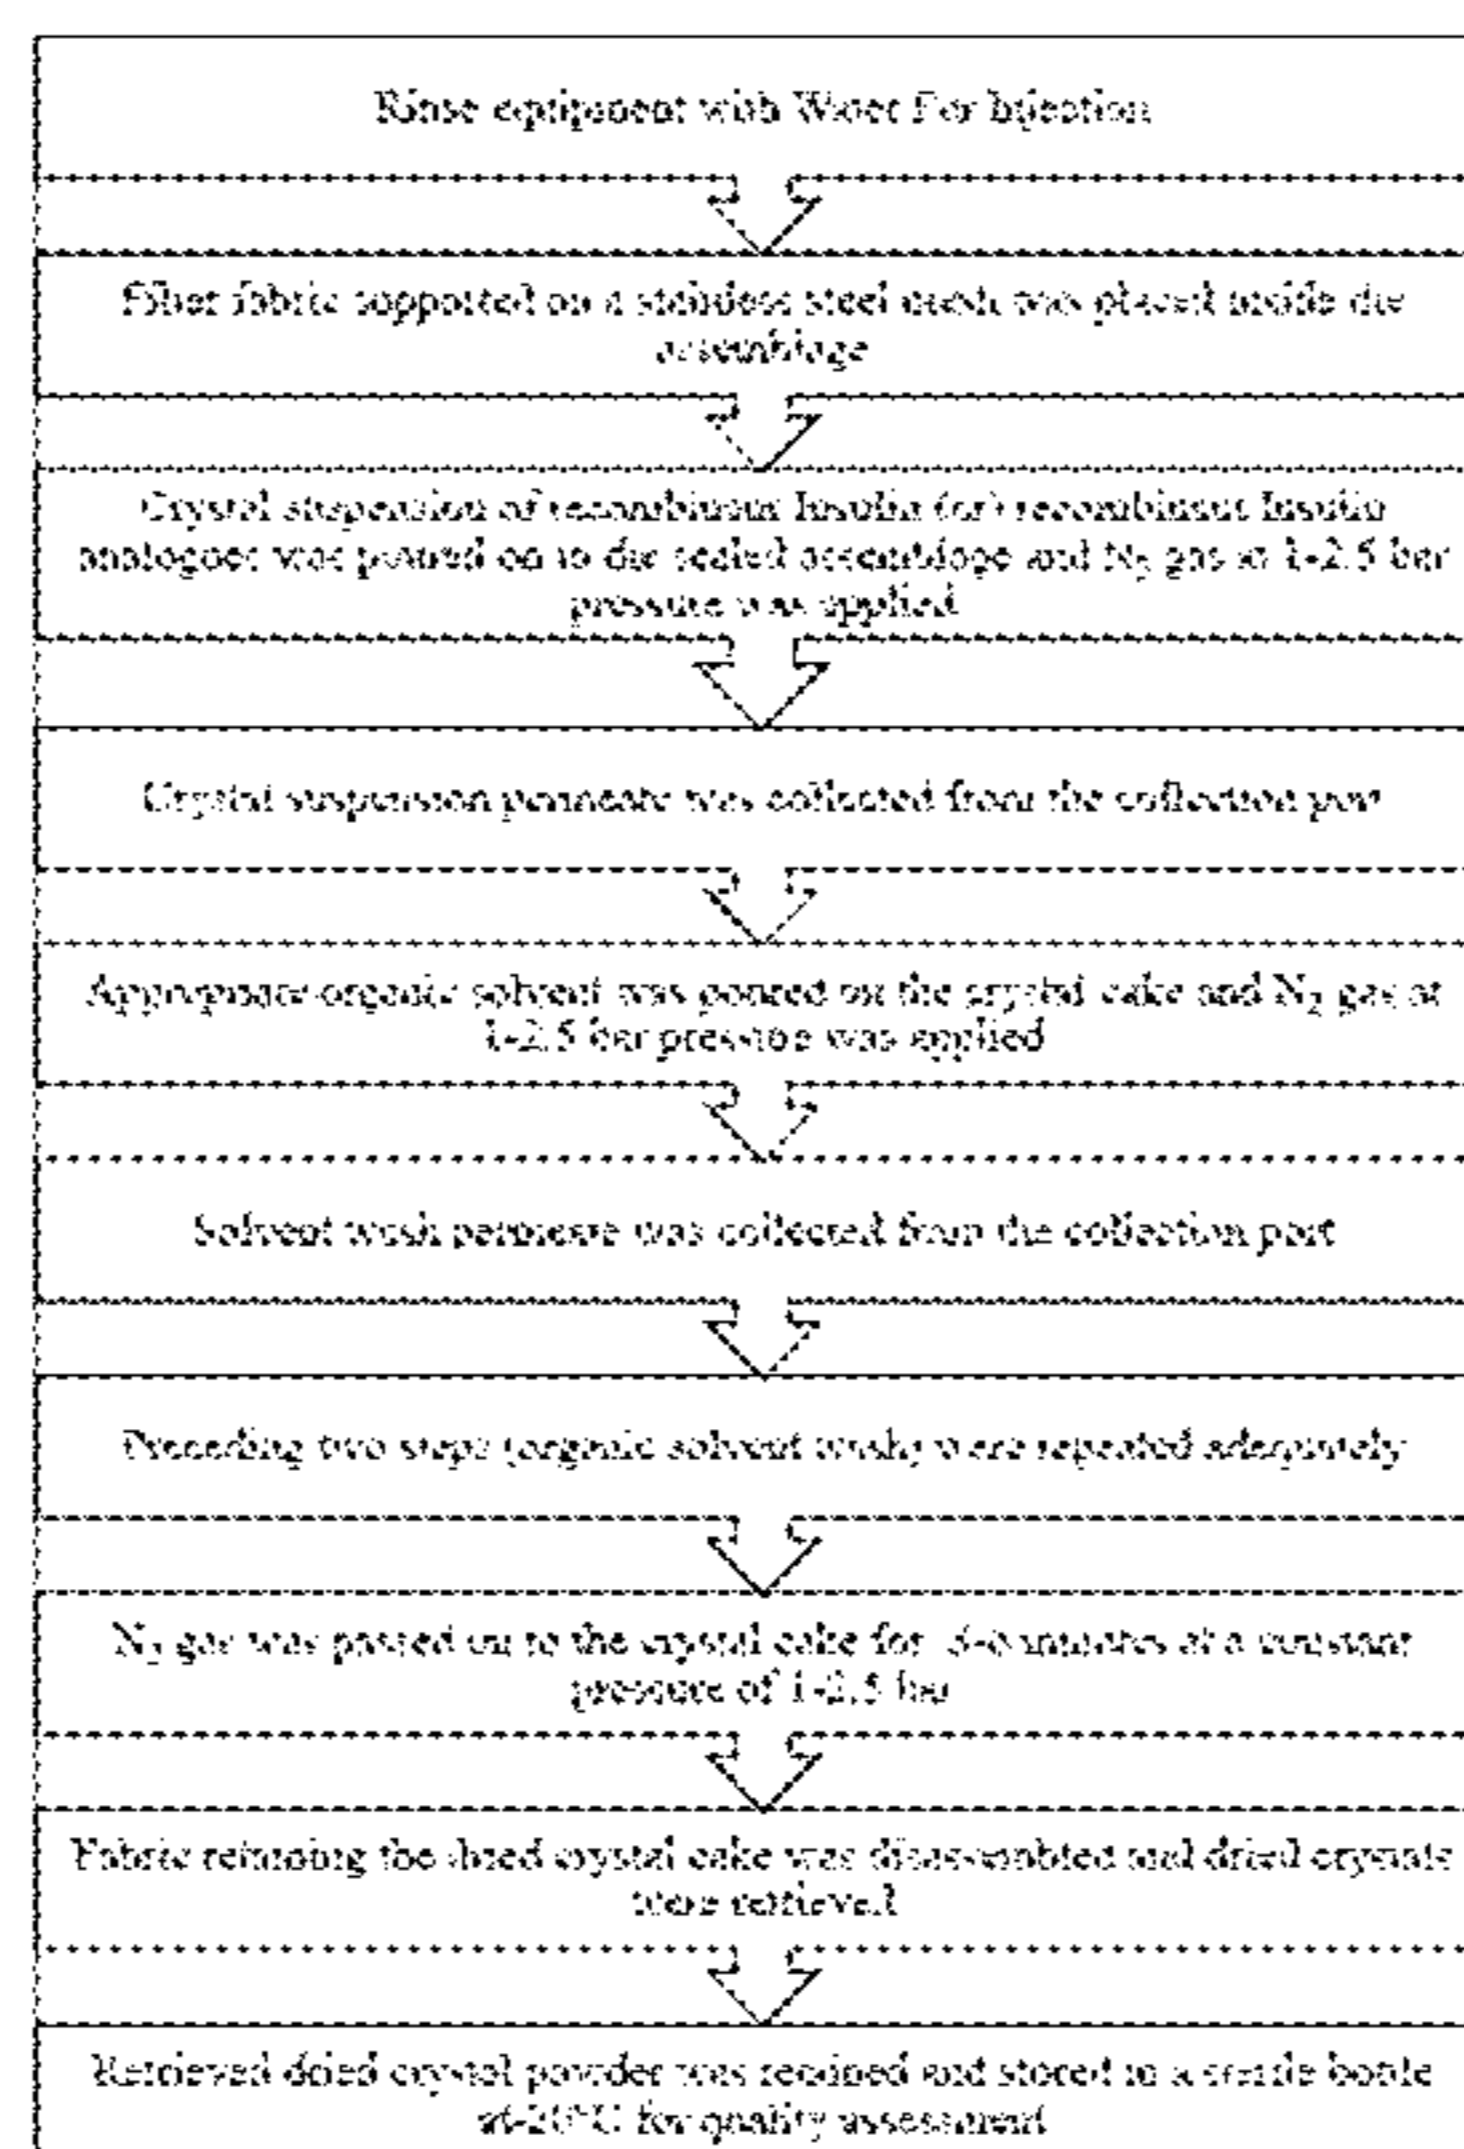 Rinse equipment with Water For Injection
Filter fabric supported on a stainless steel mesh was placed inside the
assemblage
Crystal suspension of recombinant Insulin (or) recombinant Insulin
analogues was poured on to the sealed assemblage and N₂ gas at 1-2.5 bar
pressure was applied
Crystal suspension permeate was collected from the collection port
Appropriate organic solvent was poured on the crystal cake and N₂ gas at
1-2.5 bar pressure was applied
Solvent wash permeate was collected from the collection port
Preceding two steps (organic solvent wash) were repeated adequately
N₂ gas was passed on to the crystal cake for minutes at a constant
pressure of 1-2.5 bar
Fabric retaining the dried crystal cake was disassembled and dried crystals
were retrieved
Retrieved dried crystal powder was retained and stored in a sterile bottle
at-20°C for quality assessment